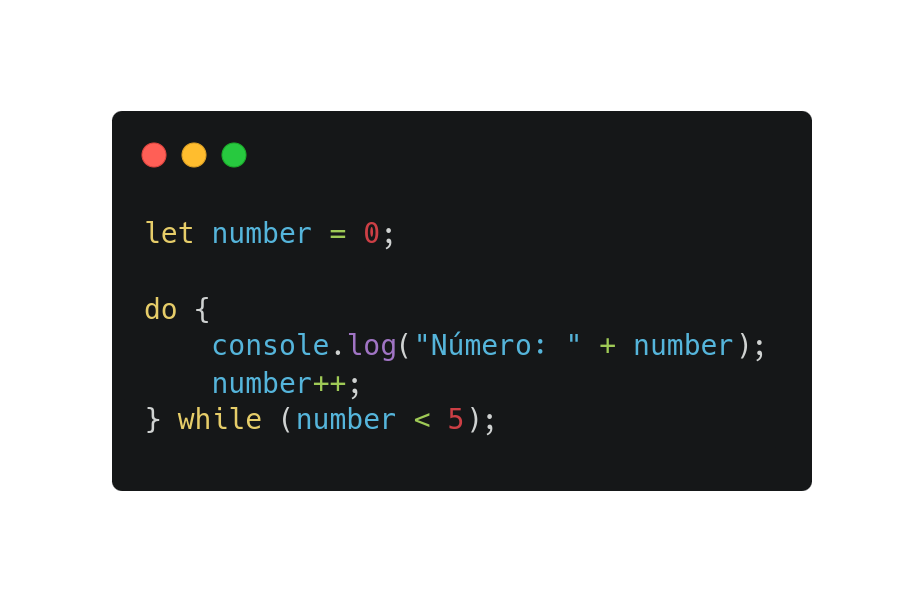 let number = 0;
do {
    console.log("Número: " + number);
    number++;
} while (number < 5);